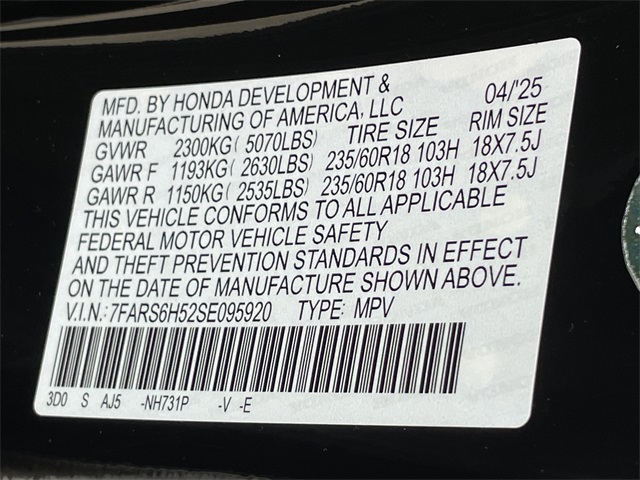 MFD. BY HONDA DEVELOPMENT &
MANUFACTURING OF AMERICA, LLC 04/'25
GVWR 2300KG( 5070LBS) TIRE SIZE RIM SIZE
GAWR F 1193KG( 2630LBS) 235/60R18 103H 18X7.5J
GAWR R 1150KG( 2535LBS) 235/60R18 103H 18X7.5J
THIS VEHICLE CONFORMS TO ALL APPLICABLE
FEDERAL MOTOR VEHICLE SAFETY
AND THEFT PREVENTION STANDARDS IN EFFECT
ON THE DATE OF MANUFACTURE SHOWN ABOVE.
V.I.N.:7FARS6H52SE095920 TYPE: MPV
3D0 S AJ5 -NH731P -V -E